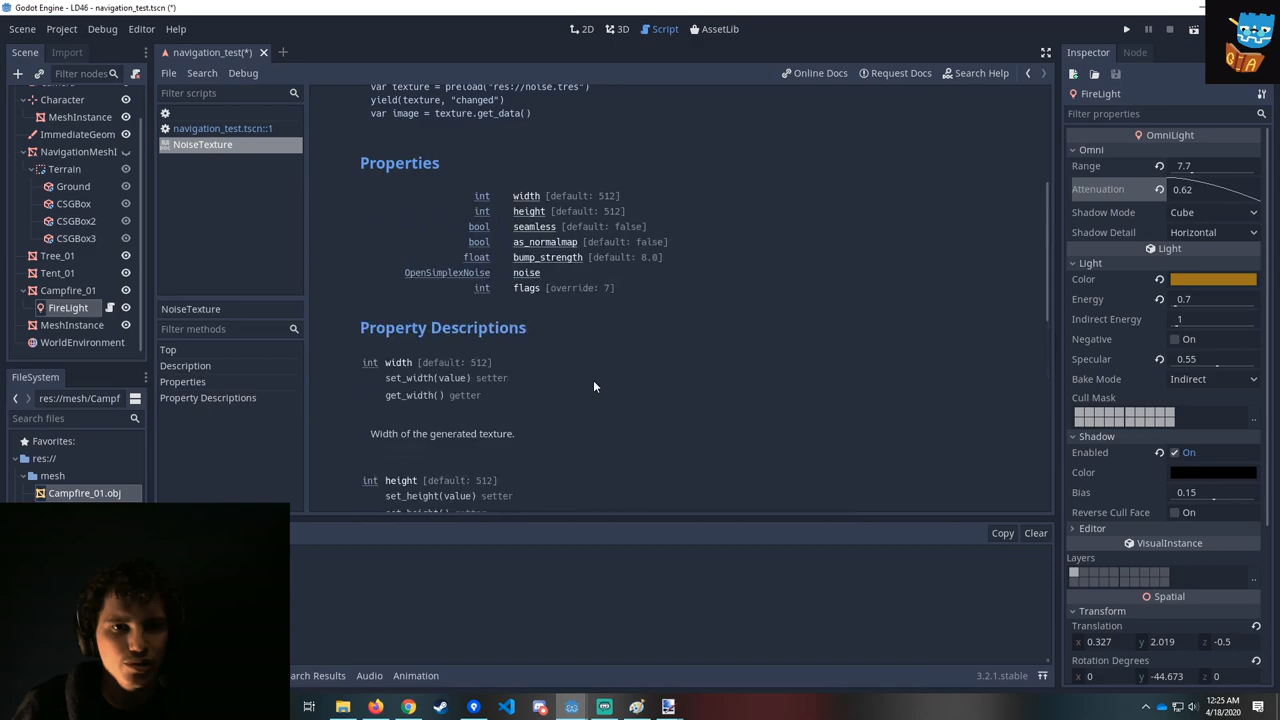 Godot Engine - LD46 - navigation_test.tscn (*)
Scene Project Debug Editor Help
2D 3D Script AssetLib
Scene Import
navigation_test(*)
Inspector Node
Filter nodes
File Search Debug
Online Docs Request Docs Search Help
Character
MeshInstance
ImmediateGeom
NavigationMeshI
Terrain
Ground
CSGBox
CSGBox2
CSGBox3
Tree_01
Tent_01
Campfire_01
FireLight
MeshInstance
WorldEnvironment
FileSystem
res://mesh/Campf
Search files
Favorites:
res://
mesh
Campfire_01.obj
Filter scripts
navigation_test.tscn::1
NoiseTexture
NoiseTexture
Filter methods
Top
Description
Properties
Property Descriptions
var texture = preload("res://noise.tres")
yield(texture, "changed")
var image = texture.get_data()
Properties
int width [default: 512]
int height [default: 512]
bool seamless [default: false]
bool as_normalmap [default: false]
float bump_strength [default: 8.0]
OpenSimplexNoise noise
int flags [override: 7]
Property Descriptions
int width [default: 512]
set_width(value) setter
get_width() getter
Width of the generated texture.
int height [default: 512]
set_height(value) setter
Copy Clear
arch Results Audio Animation
3.2.1.stable
FireLight
Filter properties
OmniLight
Omni
Range 7.7
Attenuation 0.62
Shadow Mode Cube
Shadow Detail Horizontal
Light
Light
Color
Energy 0.7
Indirect Energy 1
Negative On
Specular 0.55
Bake Mode Indirect
Cull Mask
..
Shadow
Enabled On
Color
Bias 0.15
Reverse Cull Face On
Editor
VisualInstance
Layers
..
Spatial
Transform
Translation
x 0.327 y 2.019 z -0.5
Rotation Degrees
x 0 y -44.673 z 0
12:25 AM
4/18/2020
Q A